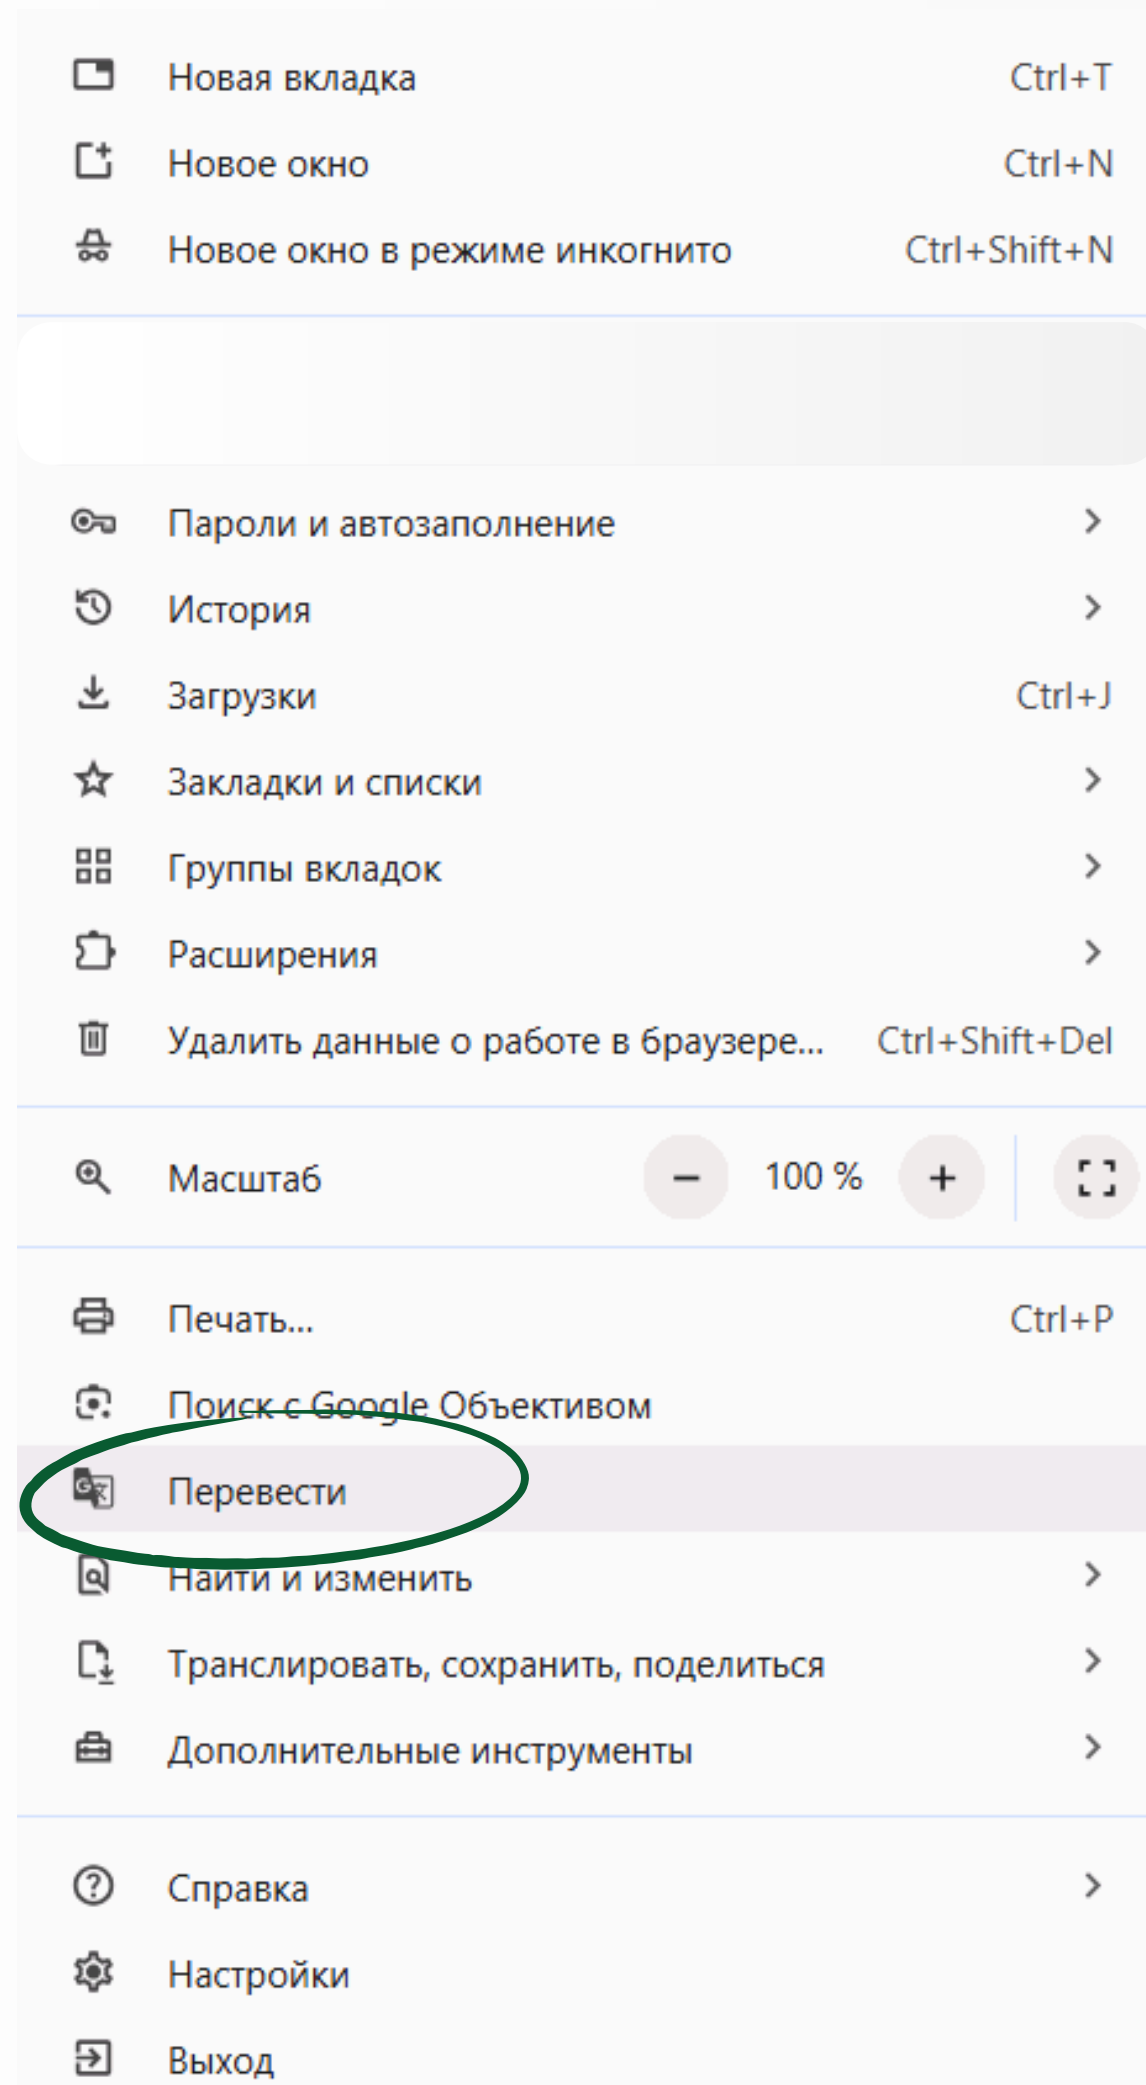 Новая вкладка Ctrl+T
Новое окно Ctrl+N
Новое окно в режиме инкогнито Ctrl+Shift+N
Пароли и автозаполнение
История
Загрузки Ctrl+J
Закладки и списки
Группы вкладок
Расширения
Удалить данные о работе в браузере... Ctrl+Shift+Del
Масштаб − 100 % +
Печать... Ctrl+P
Поиск с Google Объективом
Перевести
Найти и изменить
Транслировать, сохранить, поделиться
Дополнительные инструменты
Справка
Настройки
Выход